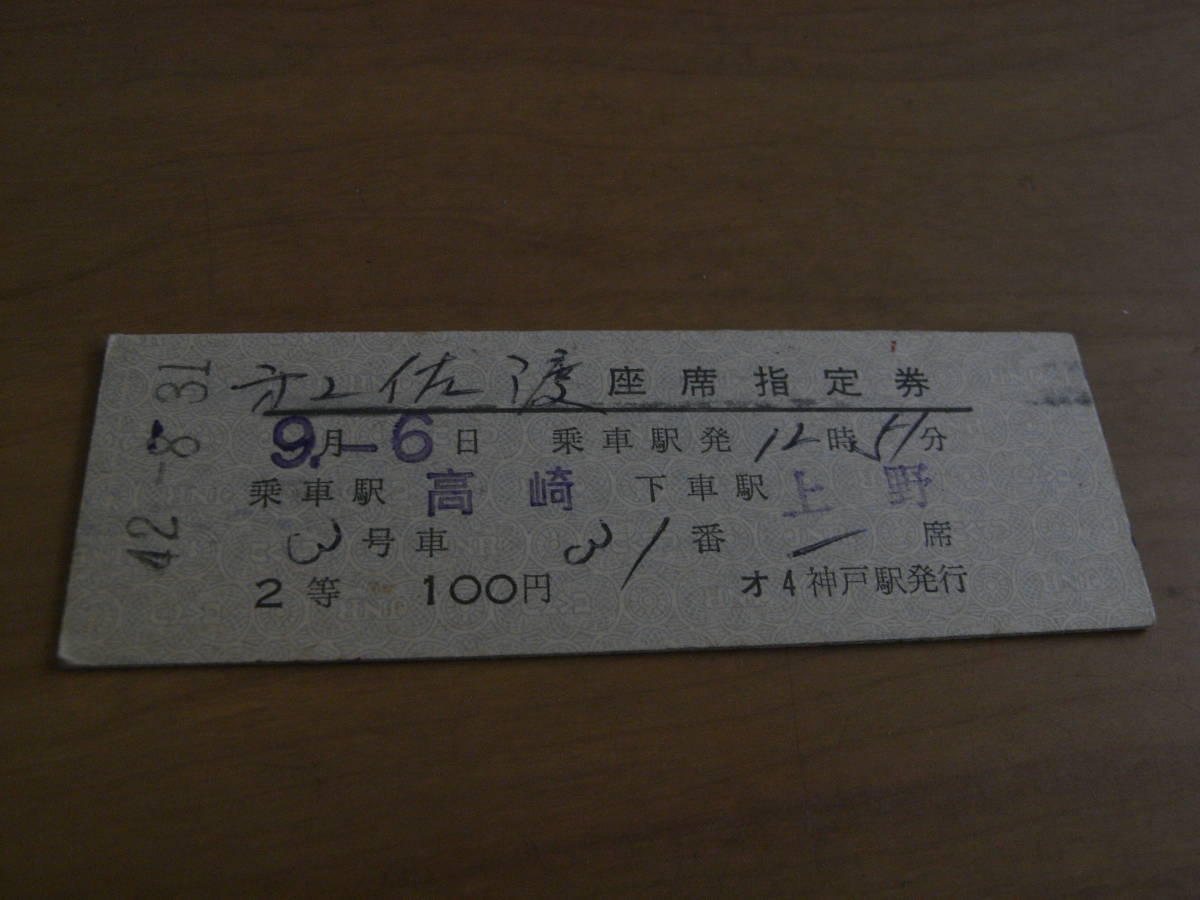 42-8-31
佐渡 座席指定券
9月-6日 乗車駅発 12時51分
乗車駅 高崎 下車駅 上野
3号車 31番 一席
2等 100円 オ4神戸駅発行